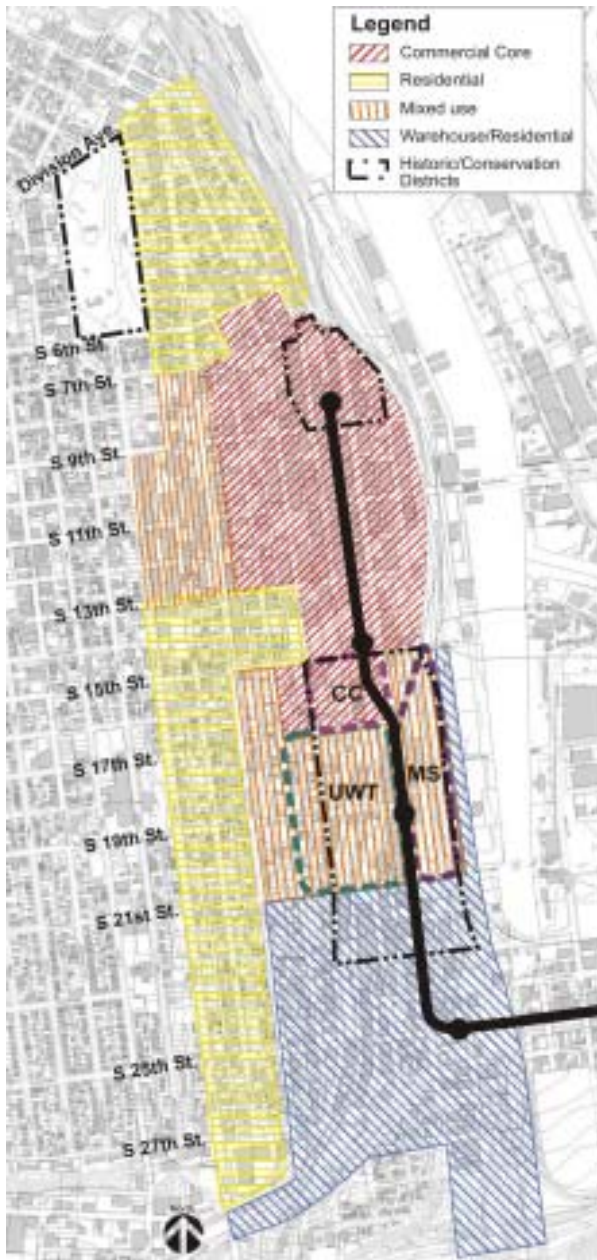 Legend
Commercial Core
Residential
Mixed use
Warehouse/Residential
Historic/Conservation
Districts
Division Ave
S 6th St.
S 7th St.
S 9th St.
S 11th St.
S 13th St.
S 15th St.
CC
S 17th St.
UWT
MS
S 19th St.
S 21st St.
S 25th St.
S 27th St.